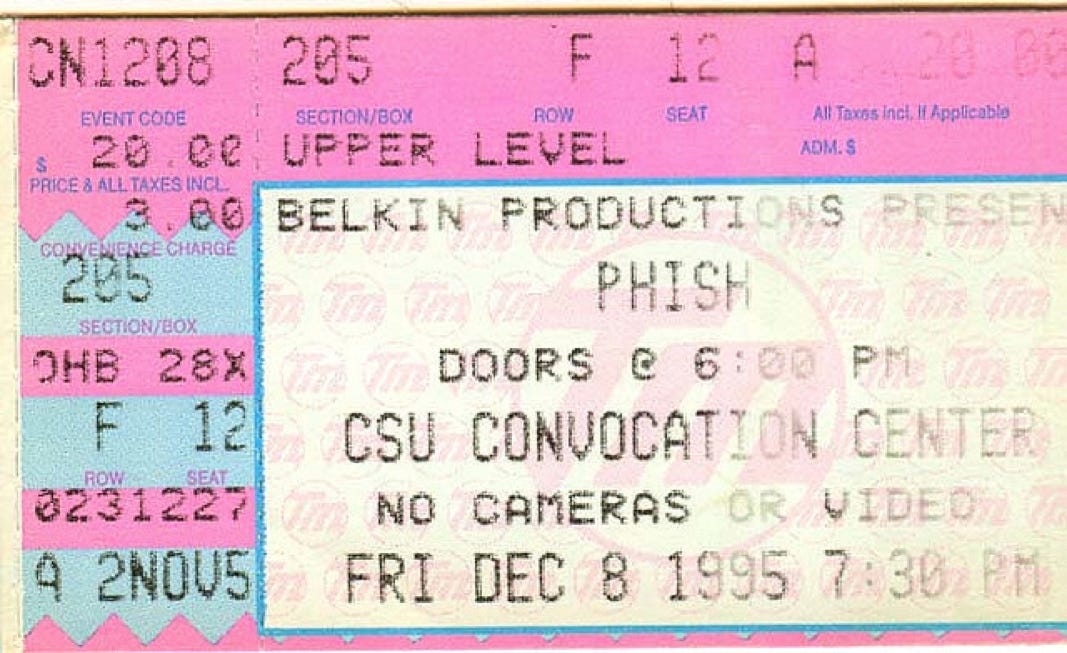 CN1208 205 F 12 A 20 00
EVENT CODE SECTION/BOX ROW SEAT All Taxes incl. If Applicable
$ 20.00 UPPER LEVEL ADM. $
PRICE & ALL TAXES INCL.
3.00 BELKIN PRODUCTIONS PRESEN
CONVENIENCE CHARGE
205 PHISH
SECTION/BOX
OHB 28X DOORS @ 6:00 PM
F 12 CSU CONVOCATION CENTER
ROW SEAT
0231227 NO CAMERAS OR VIDEO
A 2NOV5 FRI DEC 8 1995 7:30 PM